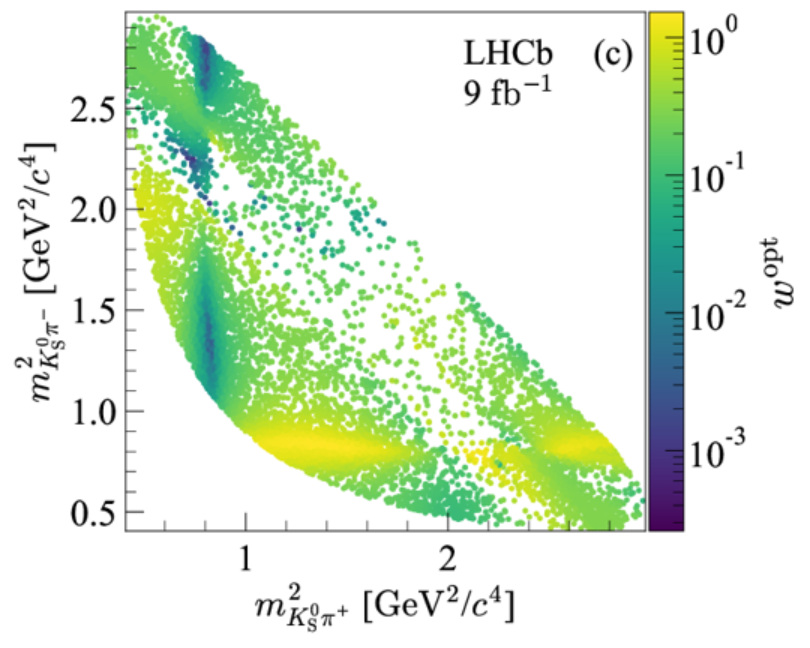 LHCb (c)
9 fb⁻¹
10⁰
10⁻¹
10⁻²
10⁻³
wᵒᵖᵗ
2.5
2.0
1.5
1.0
0.5
m²_{K⁰_S π⁻} [GeV²/c⁴]
1 2
m²_{K⁰_S π⁺} [GeV²/c⁴]